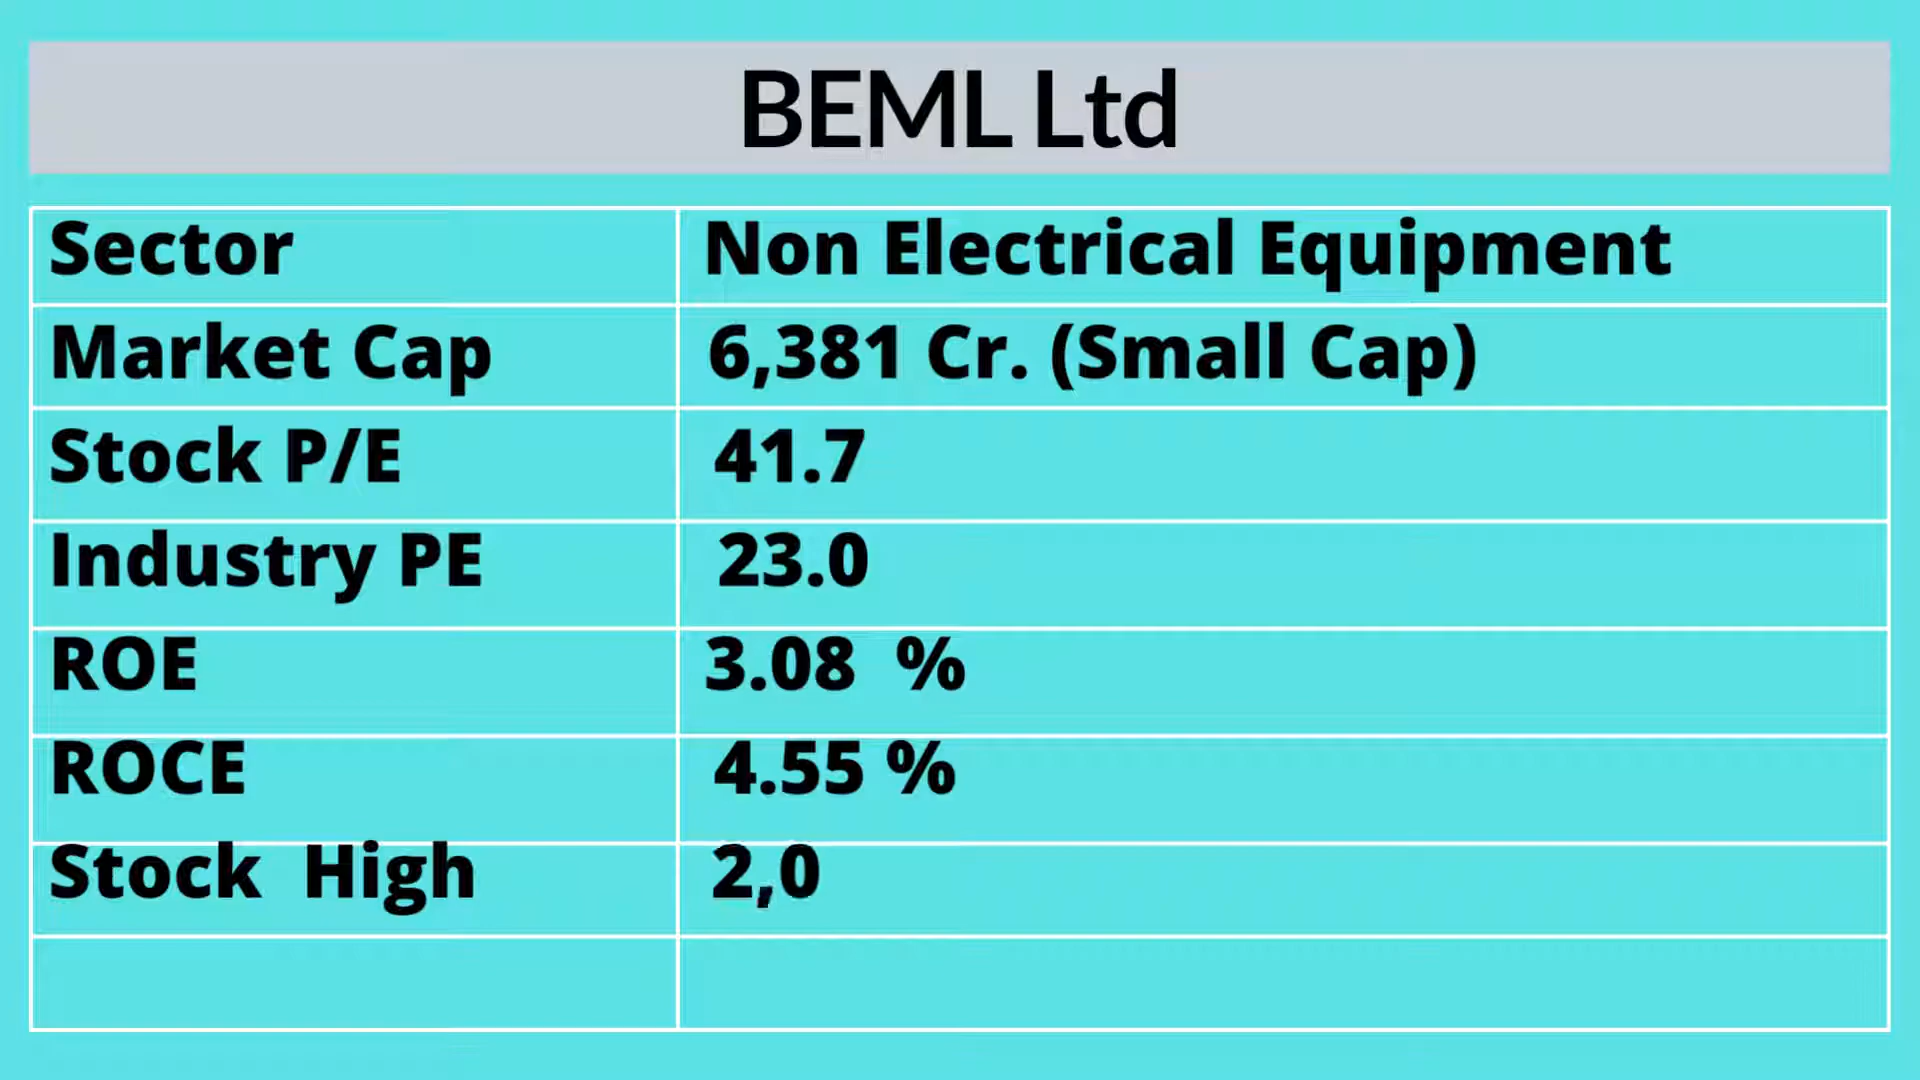 BEML Ltd
Sector Non Electrical Equipment
Market Cap 6,381 Cr. (Small Cap)
Stock P/E 41.7
Industry PE 23.0
ROE 3.08 %
ROCE 4.55 %
Stock High 2,0